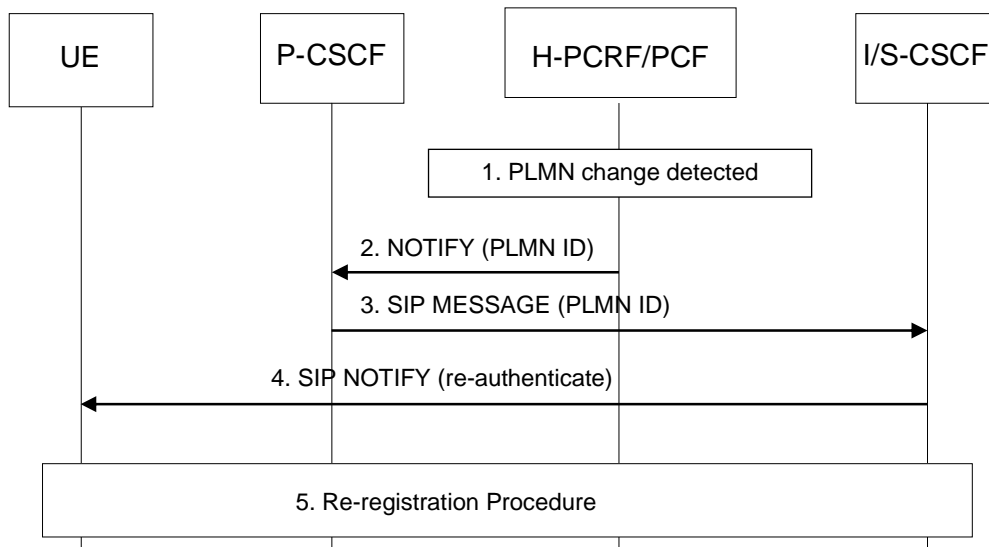 UE
P-CSCF
H-PCRF/PCF
I/S-CSCF
1. PLMN change detected
2. NOTIFY (PLMN ID)
3. SIP MESSAGE (PLMN ID)
4. SIP NOTIFY (re-authenticate)
5. Re-registration Procedure